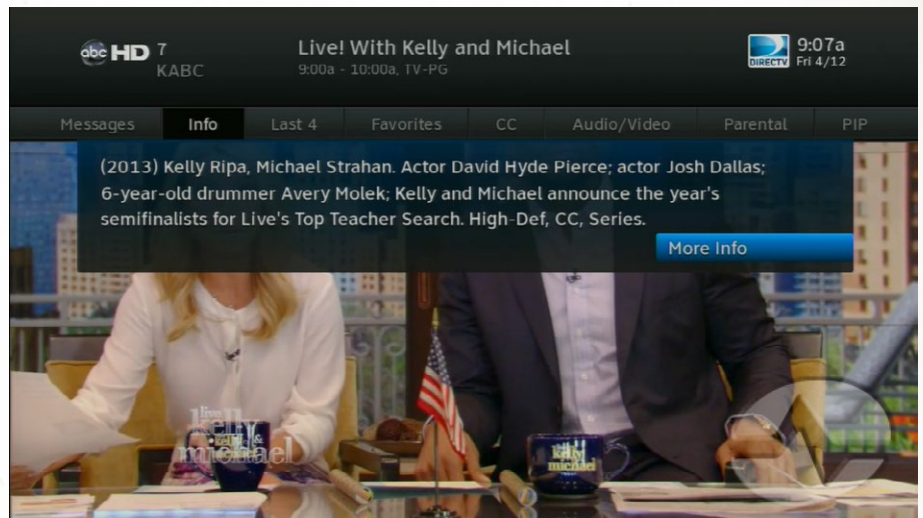 abc HD 7
KABC
Live! With Kelly and Michael
9:00a - 10:00a, TV-PG
DIRECTV
9:07a
Fri 4/12
Messages Info Last 4 Favorites CC Audio/Video Parental PIP
(2013) Kelly Ripa, Michael Strahan. Actor David Hyde Pierce; actor Josh Dallas;
6-year-old drummer Avery Molek; Kelly and Michael announce the year's
semifinalists for Live's Top Teacher Search. High-Def, CC, Series.
More Info
live
kelly
&
michael
kelly
kelly
michael